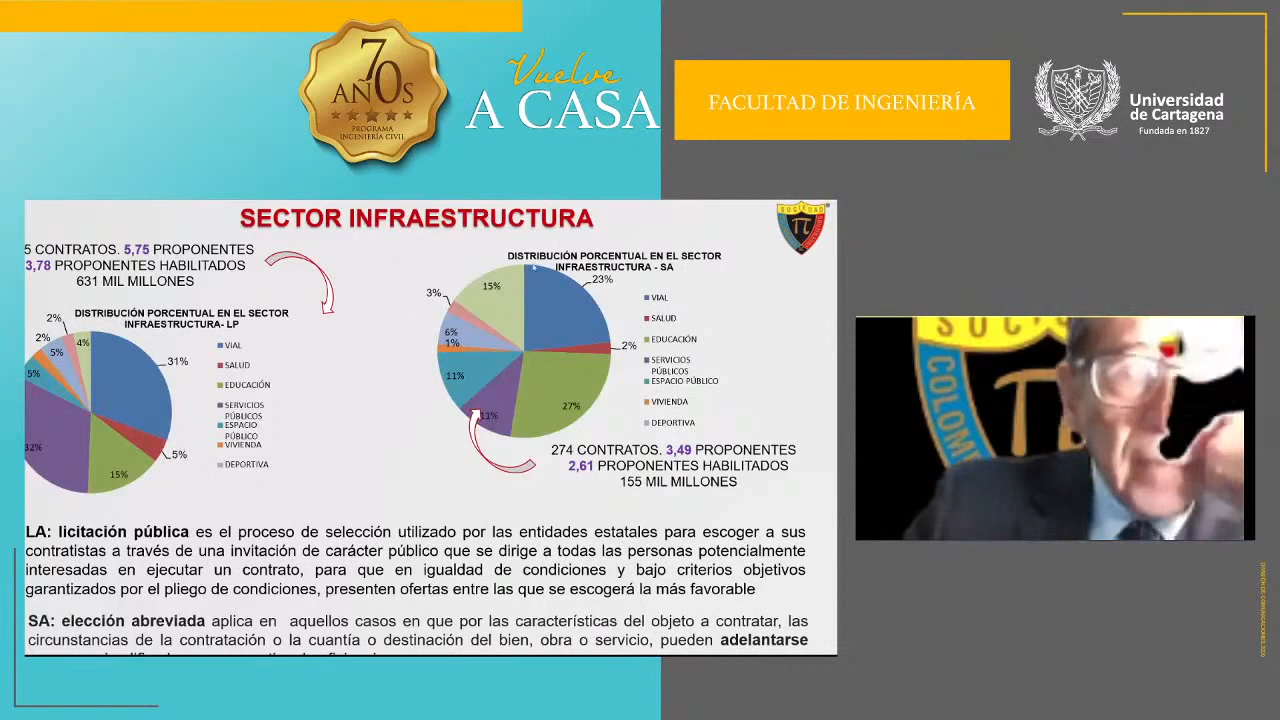 70
AÑOS
PROGRAMA
INGENIERÍA CIVIL
Vuelve
A CASA
FACULTAD DE INGENIERÍA
Universidad
de Cartagena
Fundada en 1827
SECTOR INFRAESTRUCTURA
SOCIEDAD
5 CONTRATOS. 5,75 PROPONENTES
3,78 PROPONENTES HABILITADOS
631 MIL MILLONES
DISTRIBUCIÓN PORCENTUAL EN EL SECTOR
INFRAESTRUCTURA- LP
2%
4%
2%
5%
5%
31%
32%
15%
5%
VIAL
SALUD
EDUCACIÓN
SERVICIOS
PÚBLICOS
ESPACIO
PÚBLICO
VIVIENDA
DEPORTIVA
DISTRIBUCIÓN PORCENTUAL EN EL SECTOR
INFRAESTRUCTURA - SA
23%
15%
3%
6%
1%
11%
11%
27%
2%
VIAL
SALUD
EDUCACIÓN
SERVICIOS
PÚBLICOS
ESPACIO PÚBLICO
VIVIENDA
DEPORTIVA
274 CONTRATOS. 3,49 PROPONENTES
2,61 PROPONENTES HABILITADOS
155 MIL MILLONES
LA: licitación pública es el proceso de selección utilizado por las entidades estatales para escoger a sus
contratistas a través de una invitación de carácter público que se dirige a todas las personas potencialmente
interesadas en ejecutar un contrato, para que en igualdad de condiciones y bajo criterios objetivos
garantizados por el pliego de condiciones, presenten ofertas entre las que se escogerá la más favorable
SA: elección abreviada aplica en aquellos casos en que por las características del objeto a contratar, las
circunstancias de la contratación o la cuantía o destinación del bien, obra o servicio, pueden adelantarse
SOCIE
COLOM
DIVISIÓN DE COMUNICACIONES 2020